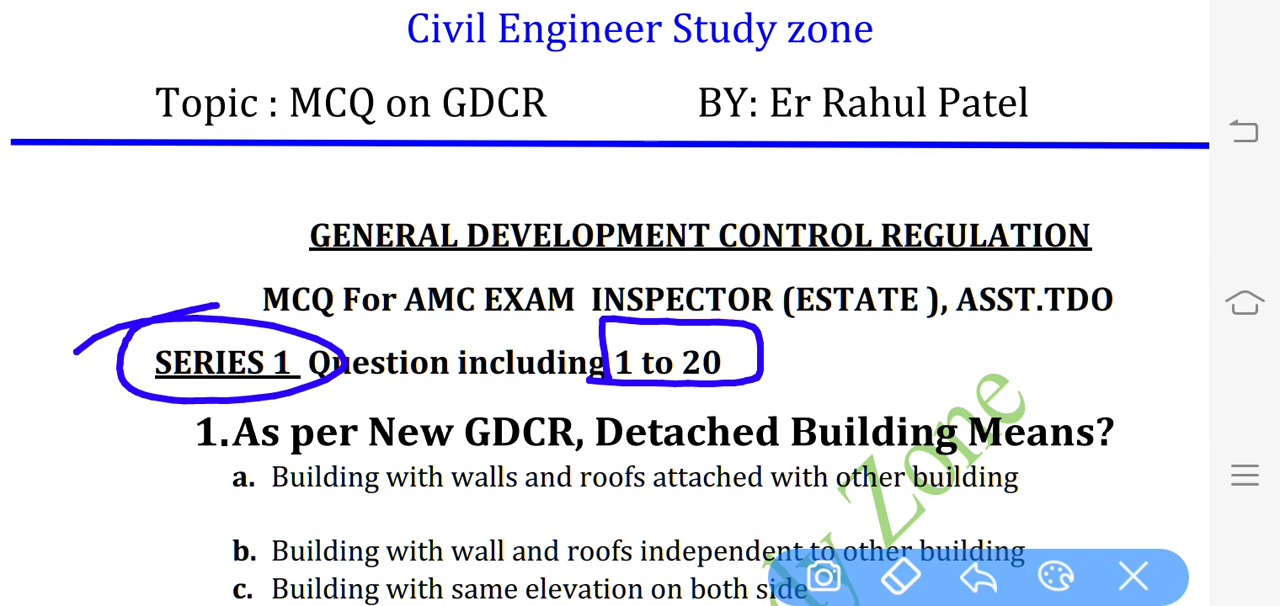 Civil Engineer Study zone
Topic : MCQ on GDCR BY: Er Rahul Patel
GENERAL DEVELOPMENT CONTROL REGULATION
MCQ For AMC EXAM INSPECTOR (ESTATE ), ASST.TDO
SERIES 1 Question including 1 to 20
1.As per New GDCR, Detached Building Means?
a. Building with walls and roofs attached with other building
b. Building with wall and roofs independent to other building
c. Building with same elevation on both side
Zone